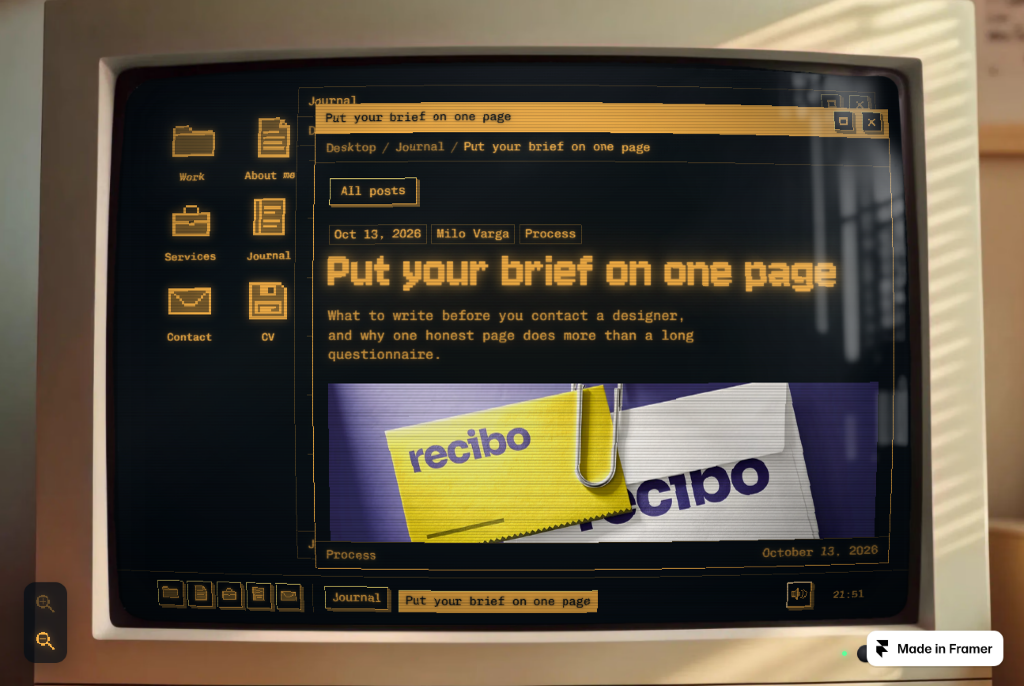 Journal
Put your brief on one page
Desktop / Journal / Put your brief on one page
Work
About me
All posts
Services
Journal
Oct 13, 2026
Milo Varga
Process
Put your brief on one page
What to write before you contact a designer,
and why one honest page does more than a long
questionnaire.
Contact
CV
recibo
ecibo
Process
October 13, 2026
Journal
Put your brief on one page
21:51
Made in Framer